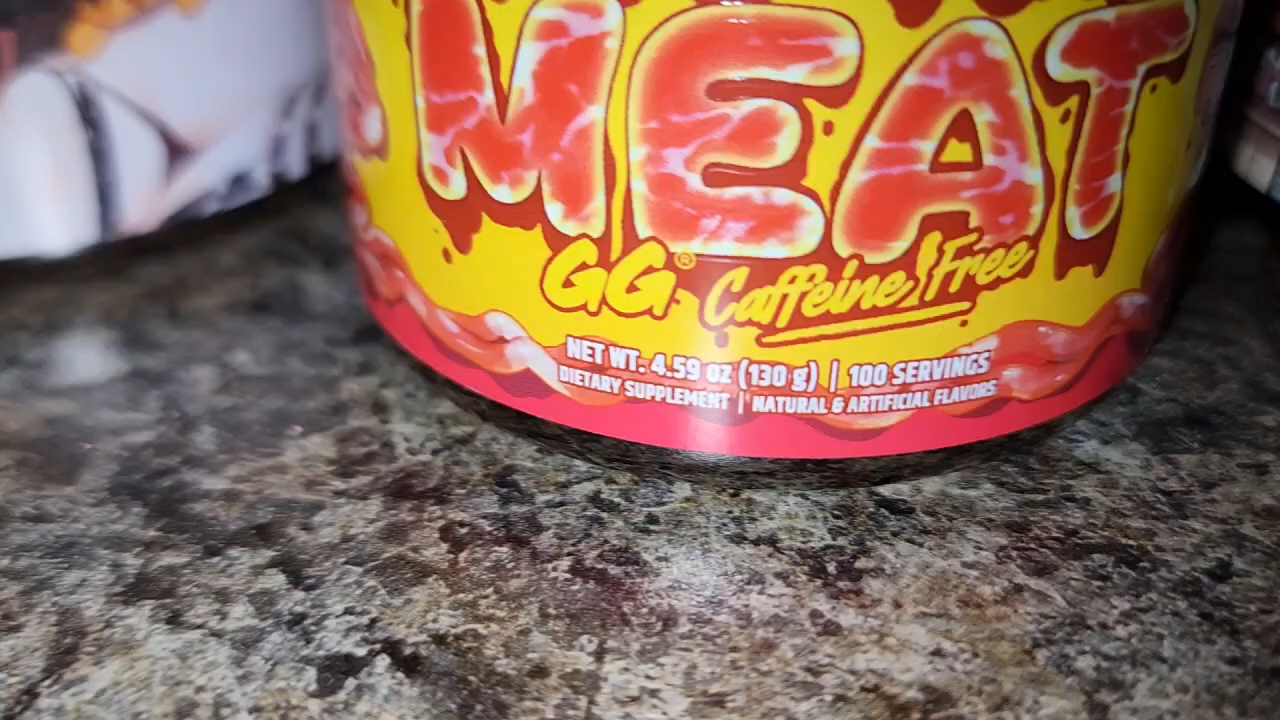 MEAT
GG® Caffeine Free
NET WT. 4.59 oz (130 g) | 100 SERVINGS
DIETARY SUPPLEMENT | NATURAL & ARTIFICIAL FLAVORS